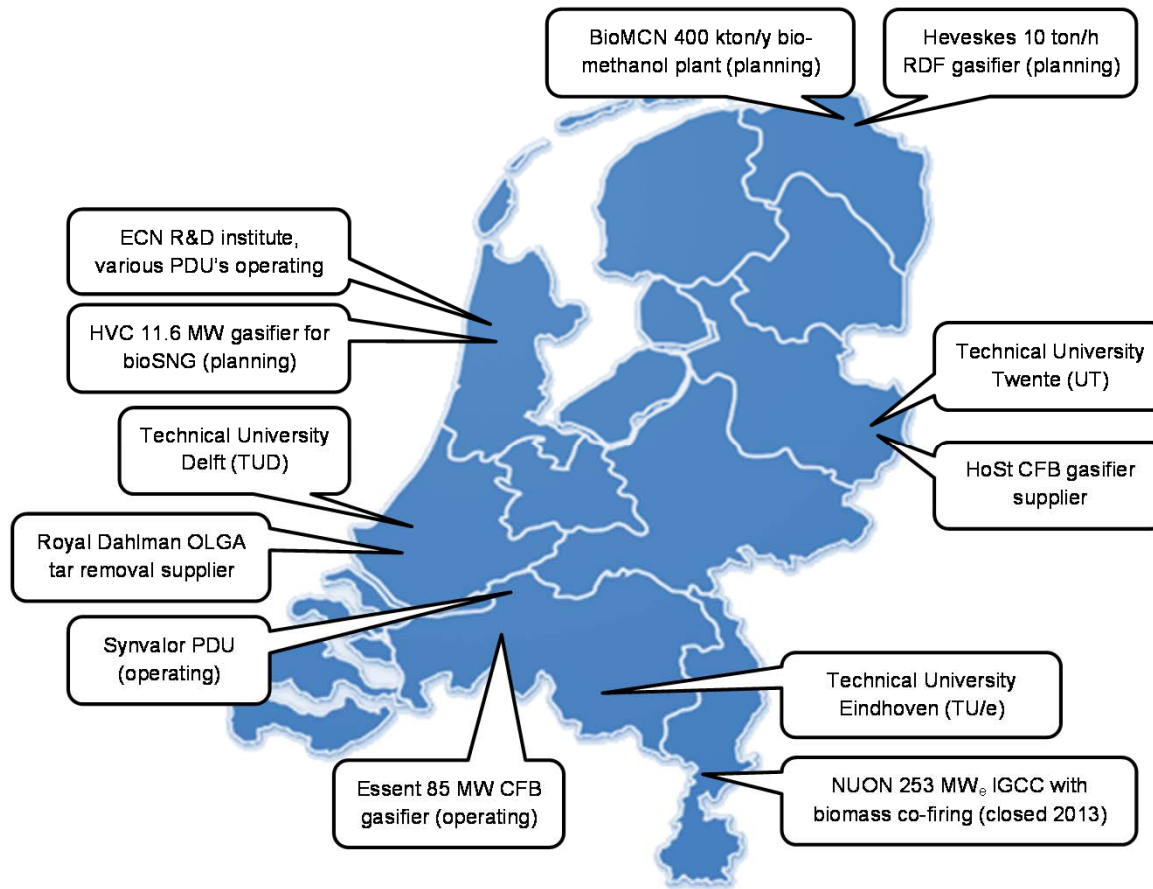 BioMCN 400 kton/y bio-
methanol plant (planning)
Heveskes 10 ton/h
RDF gasifier (planning)
ECN R&D institute,
various PDU's operating
HVC 11.6 MW gasifier for
bioSNG (planning)
Technical University
Twente (UT)
Technical University
Delft (TUD)
HoSt CFB gasifier
supplier
Royal Dahlman OLGA
tar removal supplier
Synvalor PDU
(operating)
Technical University
Eindhoven (TU/e)
Essent 85 MW CFB
gasifier (operating)
NUON 253 MWₑ IGCC with
biomass co-firing (closed 2013)